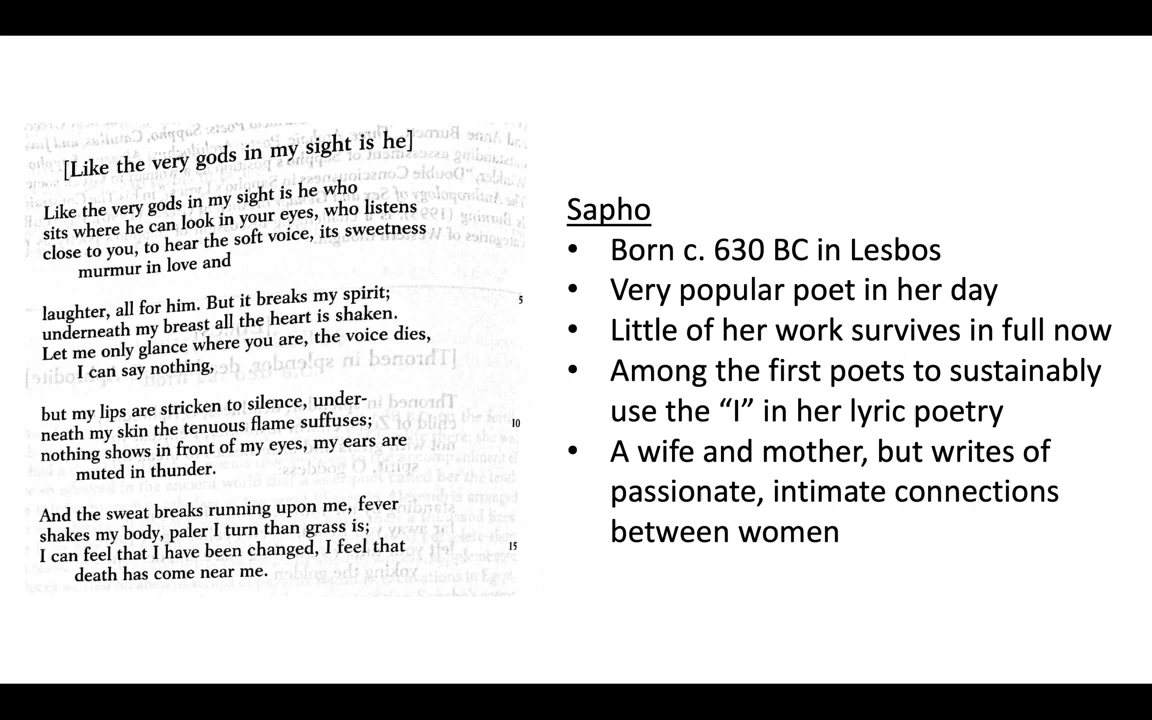 [Like the very gods in my sight is he]
Like the very gods in my sight is he who
sits where he can look in your eyes, who listens
close to you, to hear the soft voice, its sweetness
murmur in love and
laughter, all for him. But it breaks my spirit;
5
underneath my breast all the heart is shaken.
Let me only glance where you are, the voice dies,
I can say nothing,
but my lips are stricken to silence, under-
neath my skin the tenuous flame suffuses;
10
nothing shows in front of my eyes, my ears are
muted in thunder.
And the sweat breaks running upon me, fever
shakes my body, paler I turn than grass is;
I can feel that I have been changed, I feel that
15
death has come near me.
Sapho
• Born c. 630 BC in Lesbos
• Very popular poet in her day
• Little of her work survives in full now
• Among the first poets to sustainably
use the “I” in her lyric poetry
• A wife and mother, but writes of
passionate, intimate connections
between women